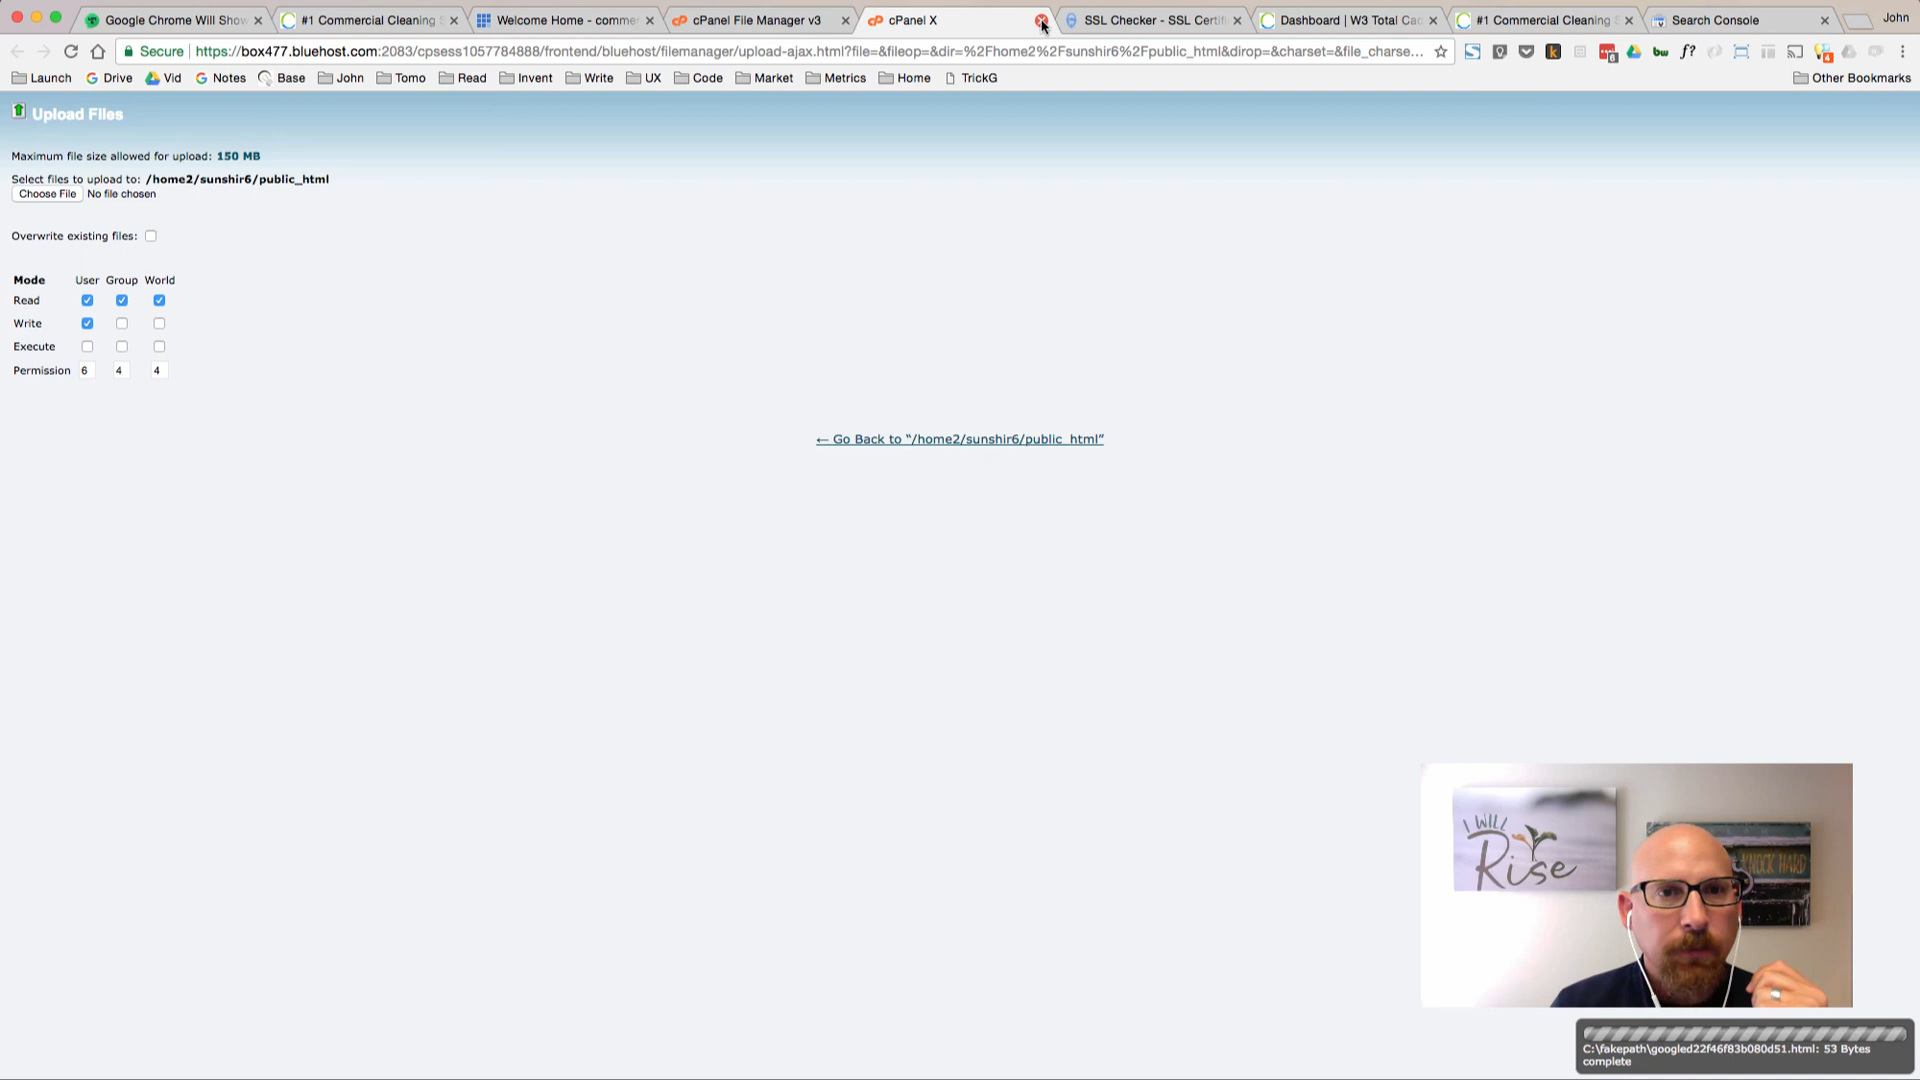 Google Chrome Will Show
#1 Commercial Cleaning S
Welcome Home - commer
cPanel File Manager v3
cPanel X
SSL Checker - SSL Certifi
Dashboard | W3 Total Cac
#1 Commercial Cleaning S
Search Console
John
Secure
https://box477.bluehost.com:2083/cpsess1057784888/frontend/bluehost/filemanager/upload-ajax.html?file=&fileop=&dir=%2Fhome2%2Fsunshir6%2Fpublic_html&dirop=&charset=&file_charse...
Launch
Drive
Vid
Notes
Base
John
Tomo
Read
Invent
Write
UX
Code
Market
Metrics
Home
TrickG
Other Bookmarks
Upload Files
Maximum file size allowed for upload: 150 MB
Select files to upload to: /home2/sunshir6/public_html
Choose File No file chosen
Overwrite existing files:
Mode User Group World
Read
Write
Execute
Permission 6 4 4
← Go Back to “/home2/sunshir6/public_html”
I WILL
Rise
KNOCK HARD
C:\fakepath\googled22f46f83b080d51.html: 53 Bytes
complete